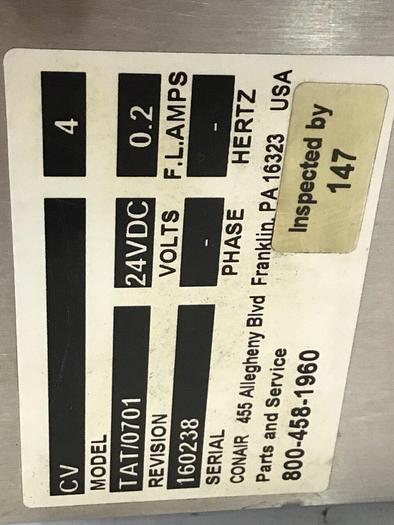 CV 4
MODEL
TAT/0701 24VDC 0.2
REVISION VOLTS F.L.AMPS
160238 - -
SERIAL PHASE HERTZ
CONAIR 455 Allegheny Blvd Franklin, PA 16323 USA
Parts and Service
800-458-1960
Inspected by
147